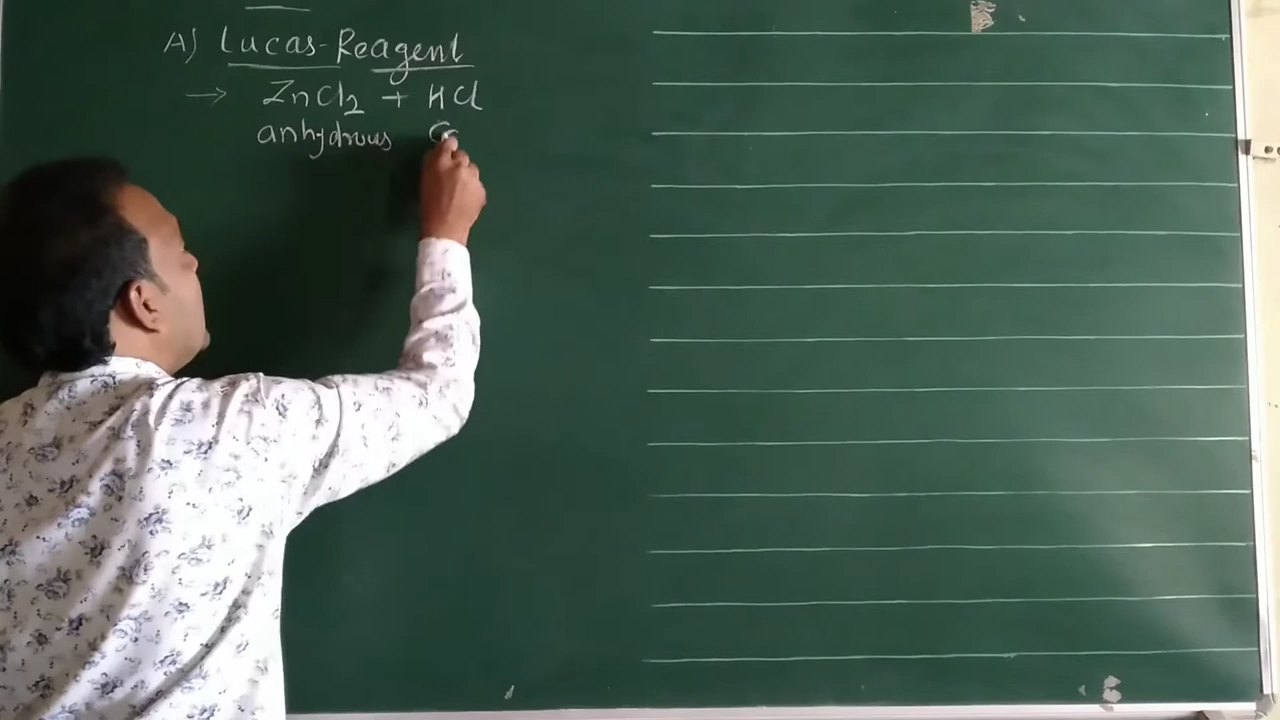 A) Lucas-Reagent
→ ZnCl₂ + HCl
anhydrous C